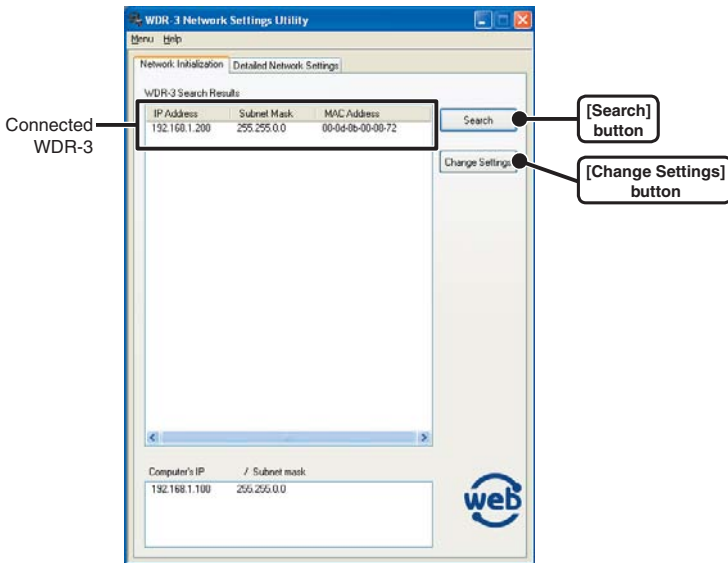 WDR-3 Network Settings Utility
Menu Help
Network Initialization Detailed Network Settings
WDR-3 Search Results
IP Address Subnet Mask MAC Address
192.168.1.200 255.255.0.0 00-0d-0b-00-00-72
Search
Change Settings
Connected
WDR-3
[Search]
button
[Change Settings]
button
Computer's IP / Subnet mask
192.168.1.100 255.255.0.0
web